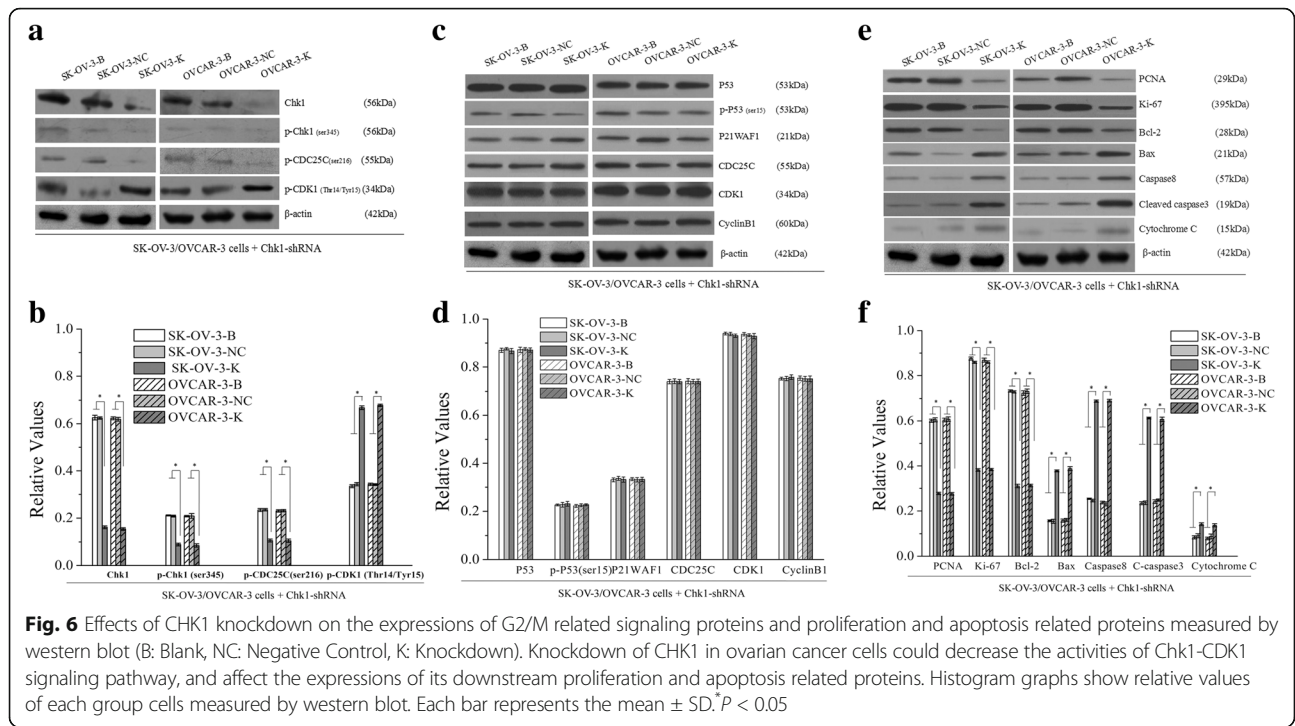 a
SK-OV-3-B SK-OV-3-NC SK-OV-3-K OVCAR-3-B OVCAR-3-NC OVCAR-3-K
Chk1 (56kDa)
p-Chk1 (ser345) (56kDa)
p-CDC25C(ser216) (55kDa)
p-CDK1 (Thr14/Tyr15) (34kDa)
β-actin (42kDa)
SK-OV-3/OVCAR-3 cells + Chk1-shRNA
c
SK-OV-3-B SK-OV-3-NC SK-OV-3-K OVCAR-3-B OVCAR-3-NC OVCAR-3-K
P53 (53kDa)
p-P53 (ser15) (53kDa)
P21WAF1 (21kDa)
CDC25C (55kDa)
CDK1 (34kDa)
CyclinB1 (60kDa)
β-actin (42kDa)
SK-OV-3/OVCAR-3 cells + Chk1-shRNA
e
SK-OV-3-B SK-OV-3-NC SK-OV-3-K OVCAR-3-B OVCAR-3-NC OVCAR-3-K
PCNA (29kDa)
Ki-67 (395kDa)
Bcl-2 (28kDa)
Bax (21kDa)
Caspase8 (57kDa)
Cleaved caspase3 (19kDa)
Cytochrome C (15kDa)
β-actin (42kDa)
SK-OV-3/OVCAR-3 cells + Chk1-shRNA
b
Relative Values
1.0
0.8
0.6
0.4
0.2
0.0
SK-OV-3-B
SK-OV-3-NC
SK-OV-3-K
OVCAR-3-B
OVCAR-3-NC
OVCAR-3-K
* * * * * * * *
Chk1 p-Chk1 (ser345) p-CDC25C(ser216) p-CDK1 (Thr14/Tyr15)
SK-OV-3/OVCAR-3 cells + Chk1-shRNA
d
Relative Values
1.0
0.8
0.6
0.4
0.2
0.0
SK-OV-3-B
SK-OV-3-NC
SK-OV-3-K
OVCAR-3-B
OVCAR-3-NC
OVCAR-3-K
P53 p-P53(ser15) P21WAF1 CDC25C CDK1 CyclinB1
SK-OV-3/OVCAR-3 cells + Chk1-shRNA
f
Relative Values
1.0
0.8
0.6
0.4
0.2
0.0
SK-OV-3-B
SK-OV-3-NC
SK-OV-3-K
OVCAR-3-B
OVCAR-3-NC
OVCAR-3-K
* * * * * * * * * * * * * *
PCNA Ki-67 Bcl-2 Bax Caspase8 C-caspase3 Cytochrome C
SK-OV-3/OVCAR-3 cells + Chk1-shRNA
Fig. 6 Effects of CHK1 knockdown on the expressions of G2/M related signaling proteins and proliferation and apoptosis related proteins measured by
western blot (B: Blank, NC: Negative Control, K: Knockdown). Knockdown of CHK1 in ovarian cancer cells could decrease the activities of Chk1-CDK1
signaling pathway, and affect the expressions of its downstream proliferation and apoptosis related proteins. Histogram graphs show relative values
of each group cells measured by western blot. Each bar represents the mean ± SD.*P < 0.05